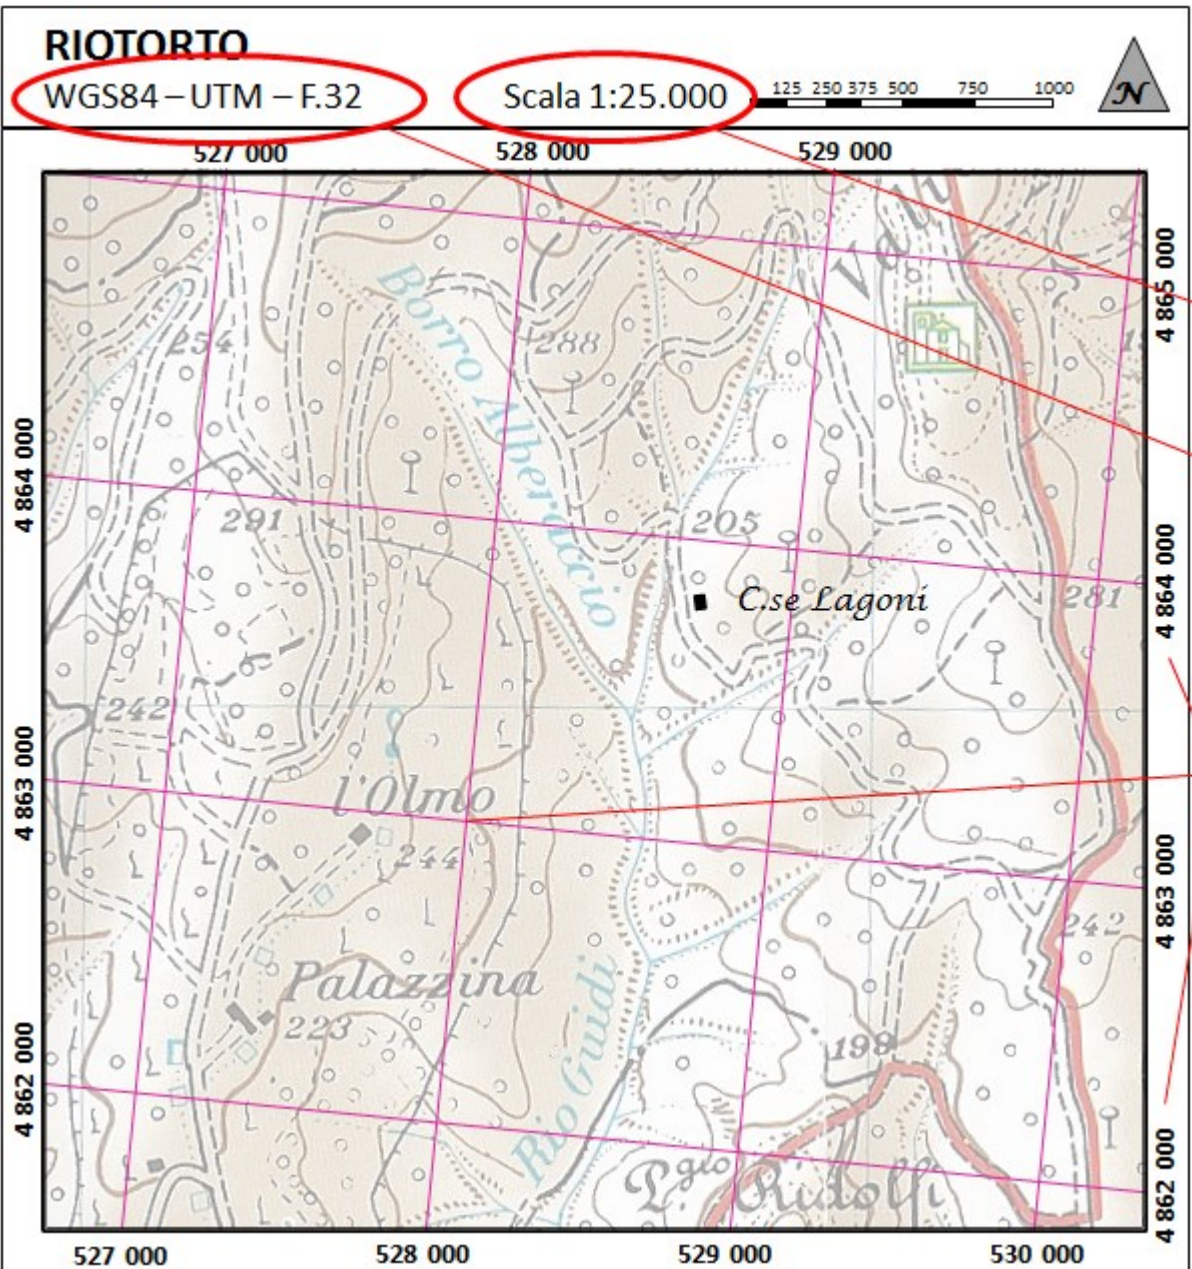 RIOTORTO
WGS84 – UTM – F.32
Scala 1:25.000
125 250 375 500 750 1000
N
527 000 528 000 529 000
4 865 000
Borro Alberaccio
288
254
4 864 000
291
205
4 864 000
C.se Lagoni
281
242
4 863 000
l'Olmo
244
4 863 000
242
Palazzina
223
Rio Guidi
199
4 862 000
P.gio Ridolfi
4 862 000
527 000 528 000 529 000 530 000